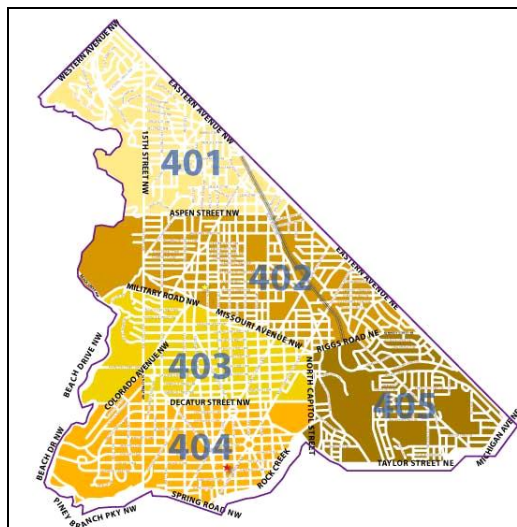 WESTERN AVENUE NW
EASTERN AVENUE NW
15TH STREET NW
401
ASPEN STREET NW
402
EASTERN AVENUE NE
MILITARY ROAD NW
MISSOURI AVENUE NW
RIGGS ROAD NE
BEACH DRIVE NW
COLORADO AVENUE NW
403
NORTH CAPITOL STREET
DECATUR STREET NW
405
404
BEACH DR NW
ROCK CREEK
TAYLOR STREET NE
MICHIGAN AVENUE
PINEY BRANCH PKY NW
SPRING ROAD NW